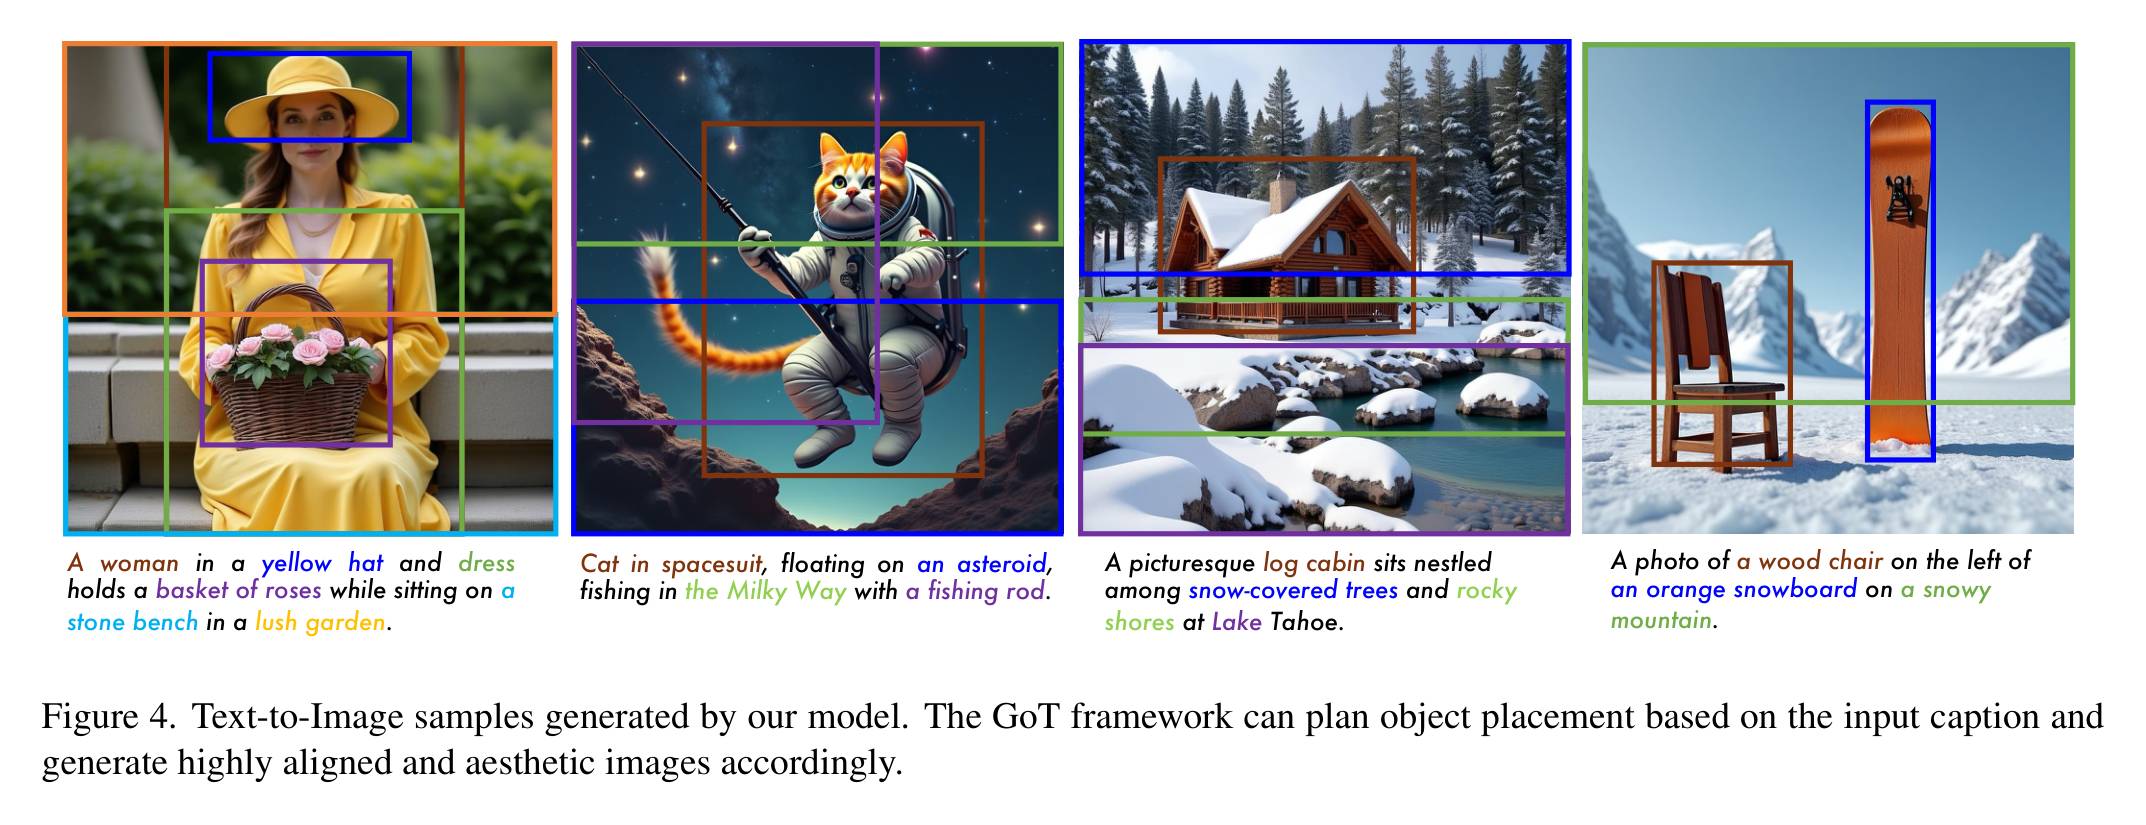 A woman in a yellow hat and dress
holds a basket of roses while sitting on a
stone bench in a lush garden.
Cat in spacesuit, floating on an asteroid,
fishing in the Milky Way with a fishing rod.
A picturesque log cabin sits nestled
among snow-covered trees and rocky
shores at Lake Tahoe.
A photo of a wood chair on the left of
an orange snowboard on a snowy
mountain.
Figure 4. Text-to-Image samples generated by our model. The GoT framework can plan object placement based on the input caption and
generate highly aligned and aesthetic images accordingly.